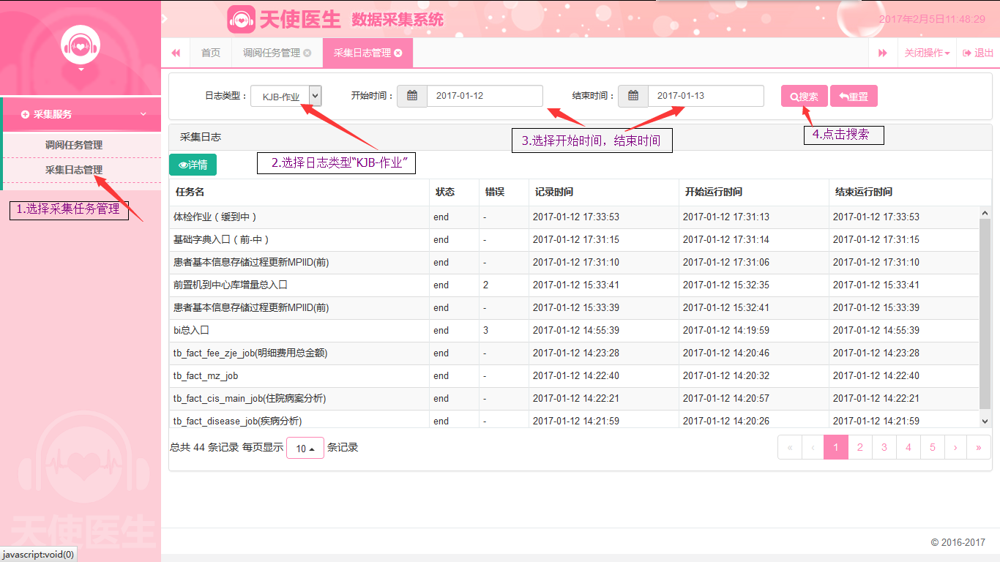 天使医生 数据采集系统
2017年2月5日11:48:29
首页
调阅任务管理
采集日志管理
关闭操作
退出
采集服务
调阅任务管理
采集日志管理
1.选择采集任务管理
日志类型：
KJB-作业
开始时间：
2017-01-12
结束时间：
2017-01-13
搜索
重置
2.选择日志类型“KJB-作业”
3.选择开始时间，结束时间
4.点击搜索
采集日志
详情
任务名 状态 错误 记录时间 开始运行时间 结束运行时间
体检作业（缓到中） end - 2017-01-12 17:33:53 2017-01-12 17:31:13 2017-01-12 17:33:53
基础字典入口（前-中） end - 2017-01-12 17:31:15 2017-01-12 17:31:14 2017-01-12 17:31:15
患者基本信息存储过程更新MPIID(前) end - 2017-01-12 17:31:10 2017-01-12 17:31:06 2017-01-12 17:31:10
前置机到中心库增量总入口 end 2 2017-01-12 15:33:41 2017-01-12 15:32:35 2017-01-12 15:33:41
患者基本信息存储过程更新MPIID(前) end - 2017-01-12 15:33:39 2017-01-12 15:32:41 2017-01-12 15:33:39
bi总入口 end 3 2017-01-12 14:55:39 2017-01-12 14:19:59 2017-01-12 14:55:39
tb_fact_fee_zje_job(明细费用总金额) end - 2017-01-12 14:23:28 2017-01-12 14:20:46 2017-01-12 14:23:28
tb_fact_mz_job end - 2017-01-12 14:22:40 2017-01-12 14:20:32 2017-01-12 14:22:40
tb_fact_cis_main_job(住院病案分析) end - 2017-01-12 14:22:21 2017-01-12 14:20:57 2017-01-12 14:22:21
tb_fact_disease_job(疾病分析) end - 2017-01-12 14:21:59 2017-01-12 14:20:26 2017-01-12 14:21:59
总共 44 条记录 每页显示 10 条记录
« ‹ 1 2 3 4 5 › »
天使医生
© 2016-2017
javascript:void(0)